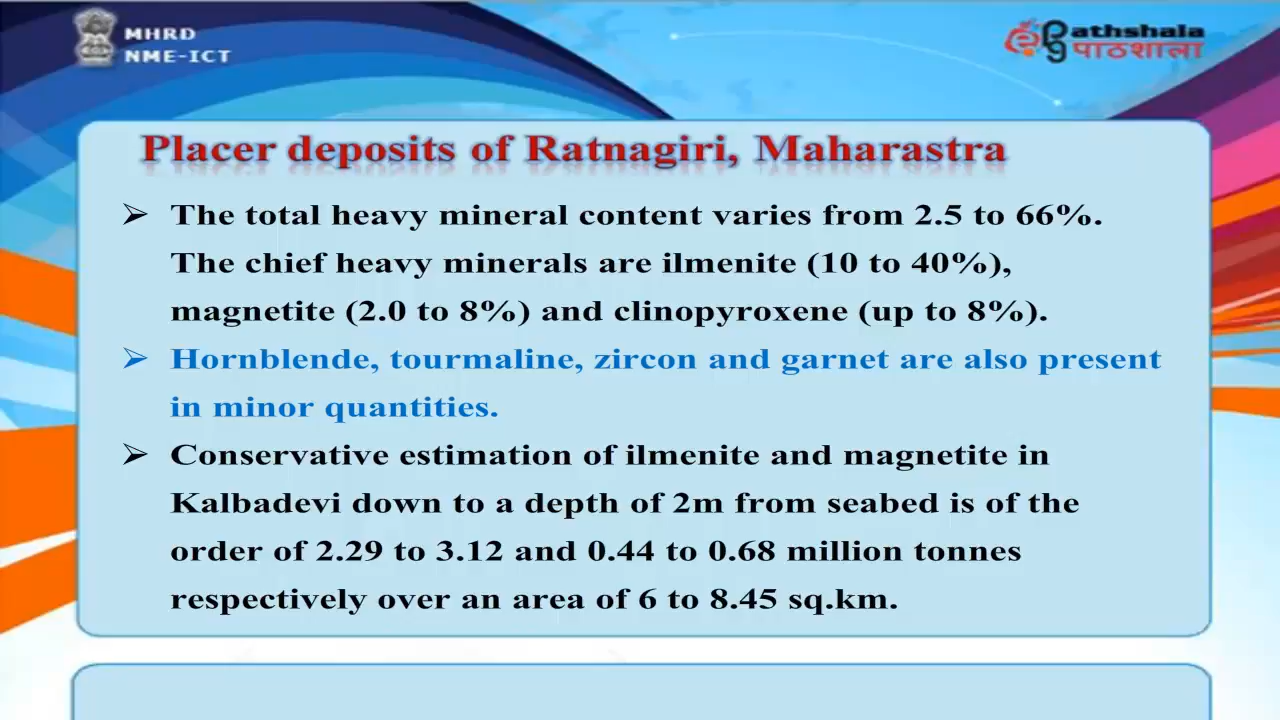 MHRD
NME-ICT
athshala
पाठशाला
Placer deposits of Ratnagiri, Maharastra
➢ The total heavy mineral content varies from 2.5 to 66%.
The chief heavy minerals are ilmenite (10 to 40%),
magnetite (2.0 to 8%) and clinopyroxene (up to 8%).
➢ Hornblende, tourmaline, zircon and garnet are also present
in minor quantities.
➢ Conservative estimation of ilmenite and magnetite in
Kalbadevi down to a depth of 2m from seabed is of the
order of 2.29 to 3.12 and 0.44 to 0.68 million tonnes
respectively over an area of 6 to 8.45 sq.km.